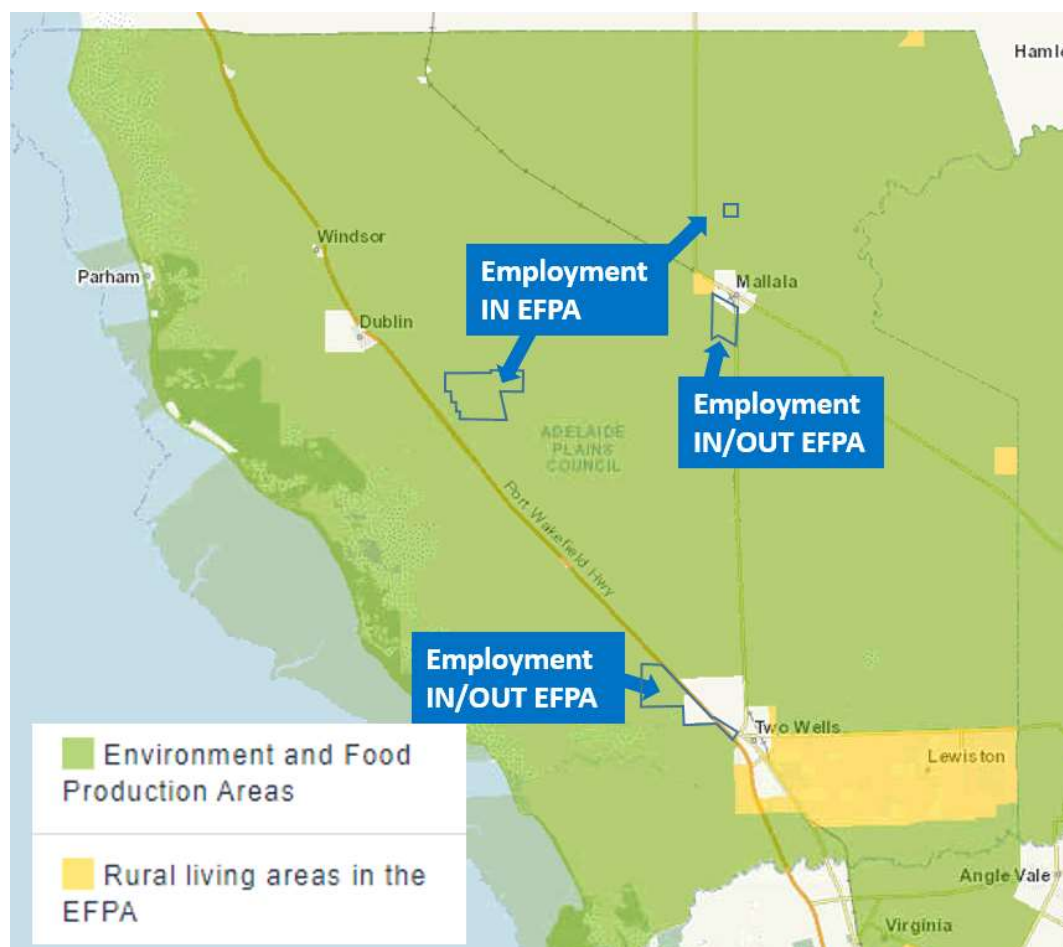 Haml
Windsor
Employment
IN EFPA
Parham
Mallala
Dublin
Employment
IN/OUT EFPA
ADELAIDE
PLAINS
COUNCIL
Port Wakefield Hwy
Employment
IN/OUT EFPA
Two Wells
Lewiston
Environment and Food
Production Areas
Rural living areas in the
EFPA
Angle Vale
Virginia